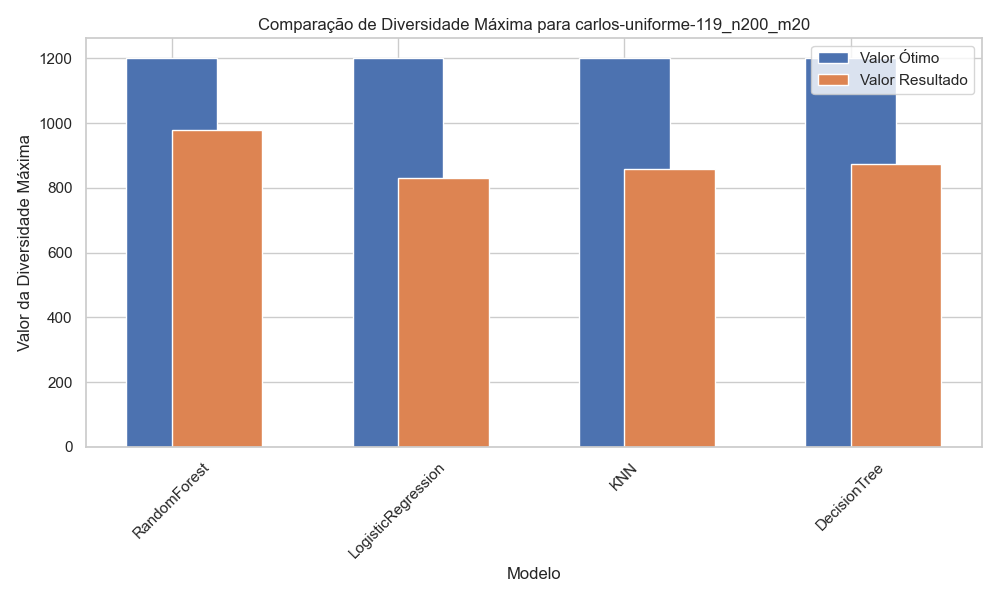 Comparação de Diversidade Máxima para carlos-uniforme-119_n200_m20
Valor Ótimo
Valor Resultado
Valor da Diversidade Máxima
1200
1000
800
600
400
200
0
RandomForest
LogisticRegression
KNN
DecisionTree
Modelo